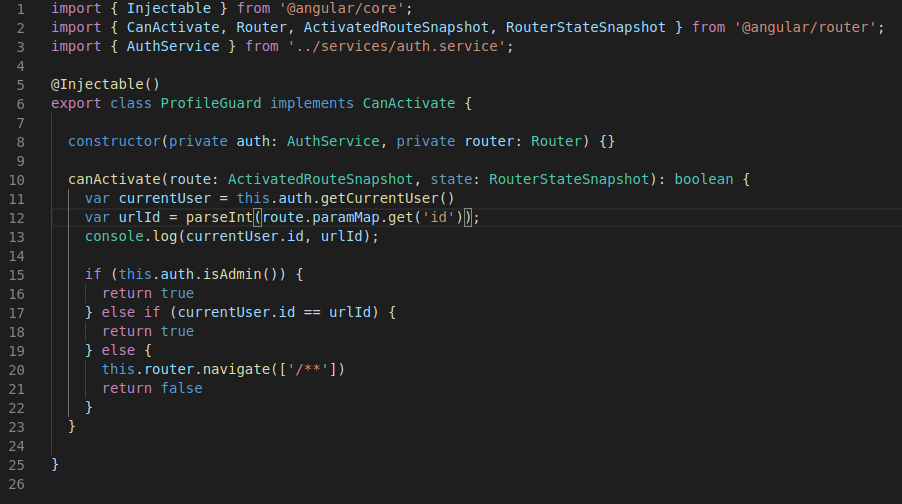 1 import { Injectable } from '@angular/core';
2 import { CanActivate, Router, ActivatedRouteSnapshot, RouterStateSnapshot } from '@angular/router';
3 import { AuthService } from '../services/auth.service';
4
5 @Injectable()
6 export class ProfileGuard implements CanActivate {
7
8   constructor(private auth: AuthService, private router: Router) {}
9
10   canActivate(route: ActivatedRouteSnapshot, state: RouterStateSnapshot): boolean {
11     var currentUser = this.auth.getCurrentUser()
12     var urlId = parseInt(route.paramMap.get('id'));
13     console.log(currentUser.id, urlId);
14
15     if (this.auth.isAdmin()) {
16       return true
17     } else if (currentUser.id == urlId) {
18       return true
19     } else {
20       this.router.navigate(['/**'])
21       return false
22     }
23   }
24
25 }
26